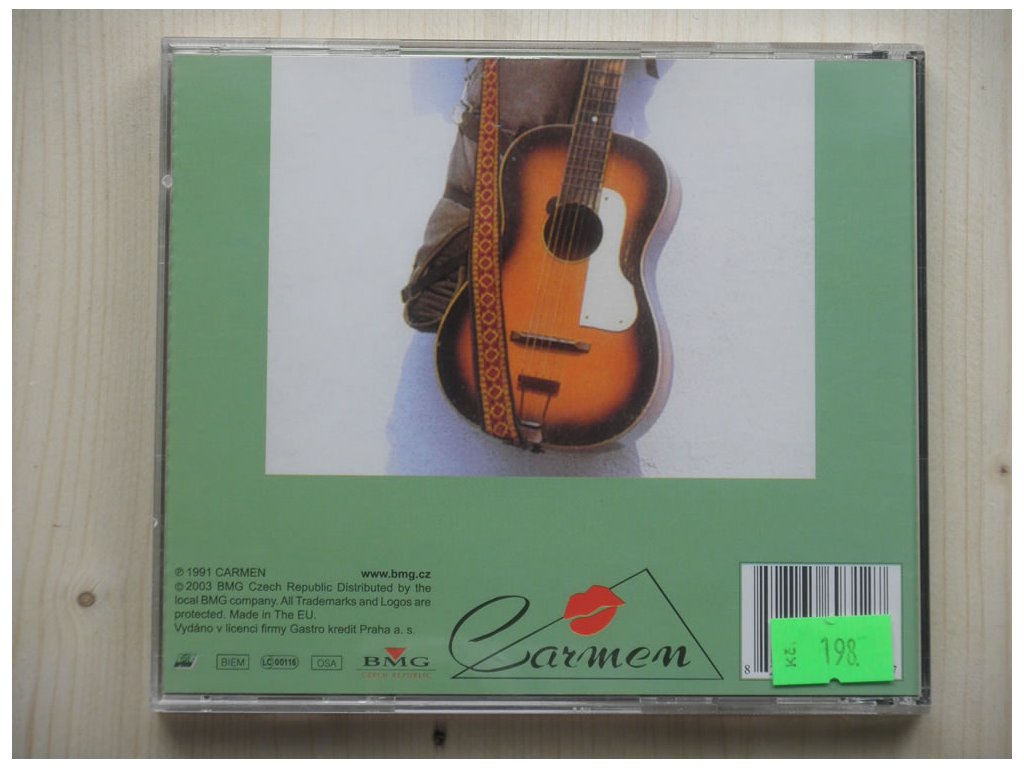 ℗ 1991 CARMEN www.bmg.cz
© 2003 BMG Czech Republic Distributed by the
local BMG company. All Trademarks and Logos are
protected. Made in The EU.
Vydáno v licenci firmy Gastro kredit Praha a. s.
BIEM LC 00116 OSA BMG
CZECH REPUBLIC
Carmen
Kč: 198.
8 7